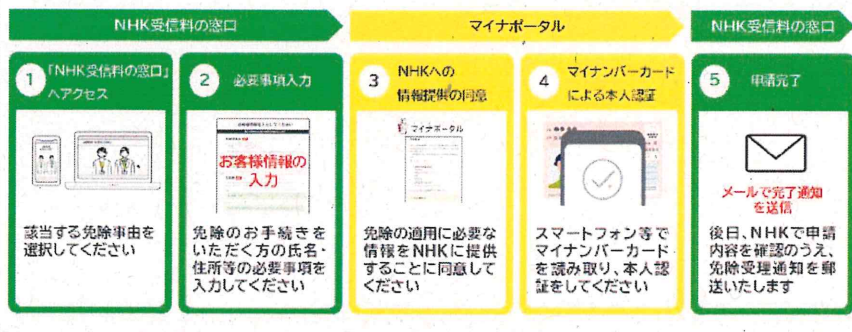 NHK受信料の窓口
マイナポータル
NHK受信料の窓口
1
「NHK受信料の窓口」
へアクセス
該当する免除事由を
選択してください
2
必要事項入力
お客様情報の
入力
免除のお手続きを
いただく方の氏名・
住所等の必要事項を
入力してください
3
NHKへの
情報提供の同意
マイナポータル
免除の適用に必要な
情報をNHKに提供
することに同意して
ください
4
マイナンバーカード
による本人認証
スマートフォン等で
マイナンバーカード
を読み取り、本人認
証をしてください
5
申請完了
メールで完了通知
を送信
後日、NHKで申請
内容を確認のうえ、
免除受理通知を郵
送いたします